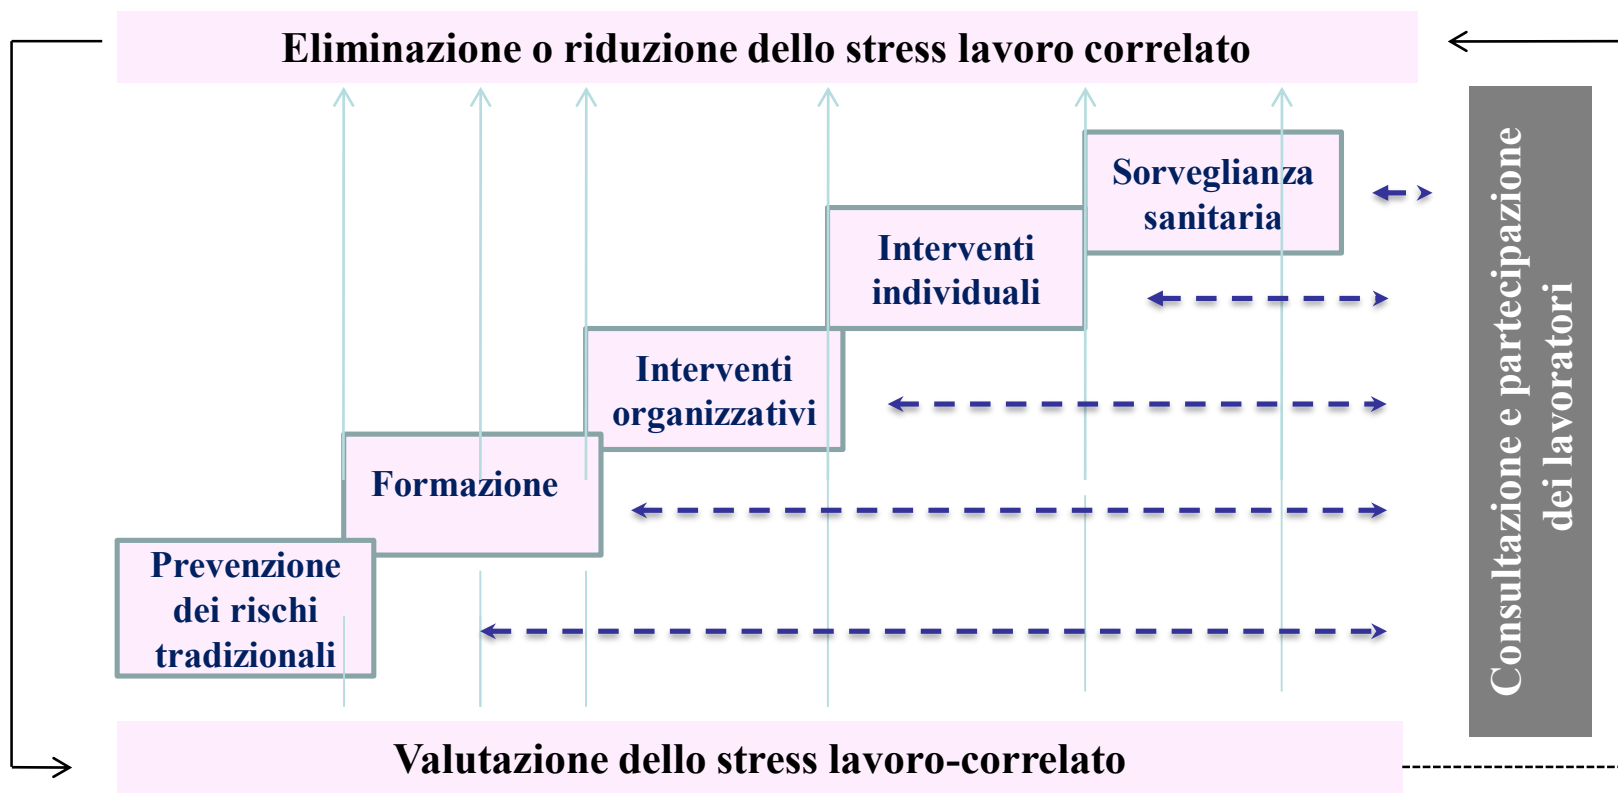 Eliminazione o riduzione dello stress lavoro correlato
Sorveglianza
sanitaria
Interventi
individuali
Interventi
organizzativi
Formazione
Prevenzione
dei rischi
tradizionali
Consultazione e partecipazione
dei lavoratori
Valutazione dello stress lavoro-correlato